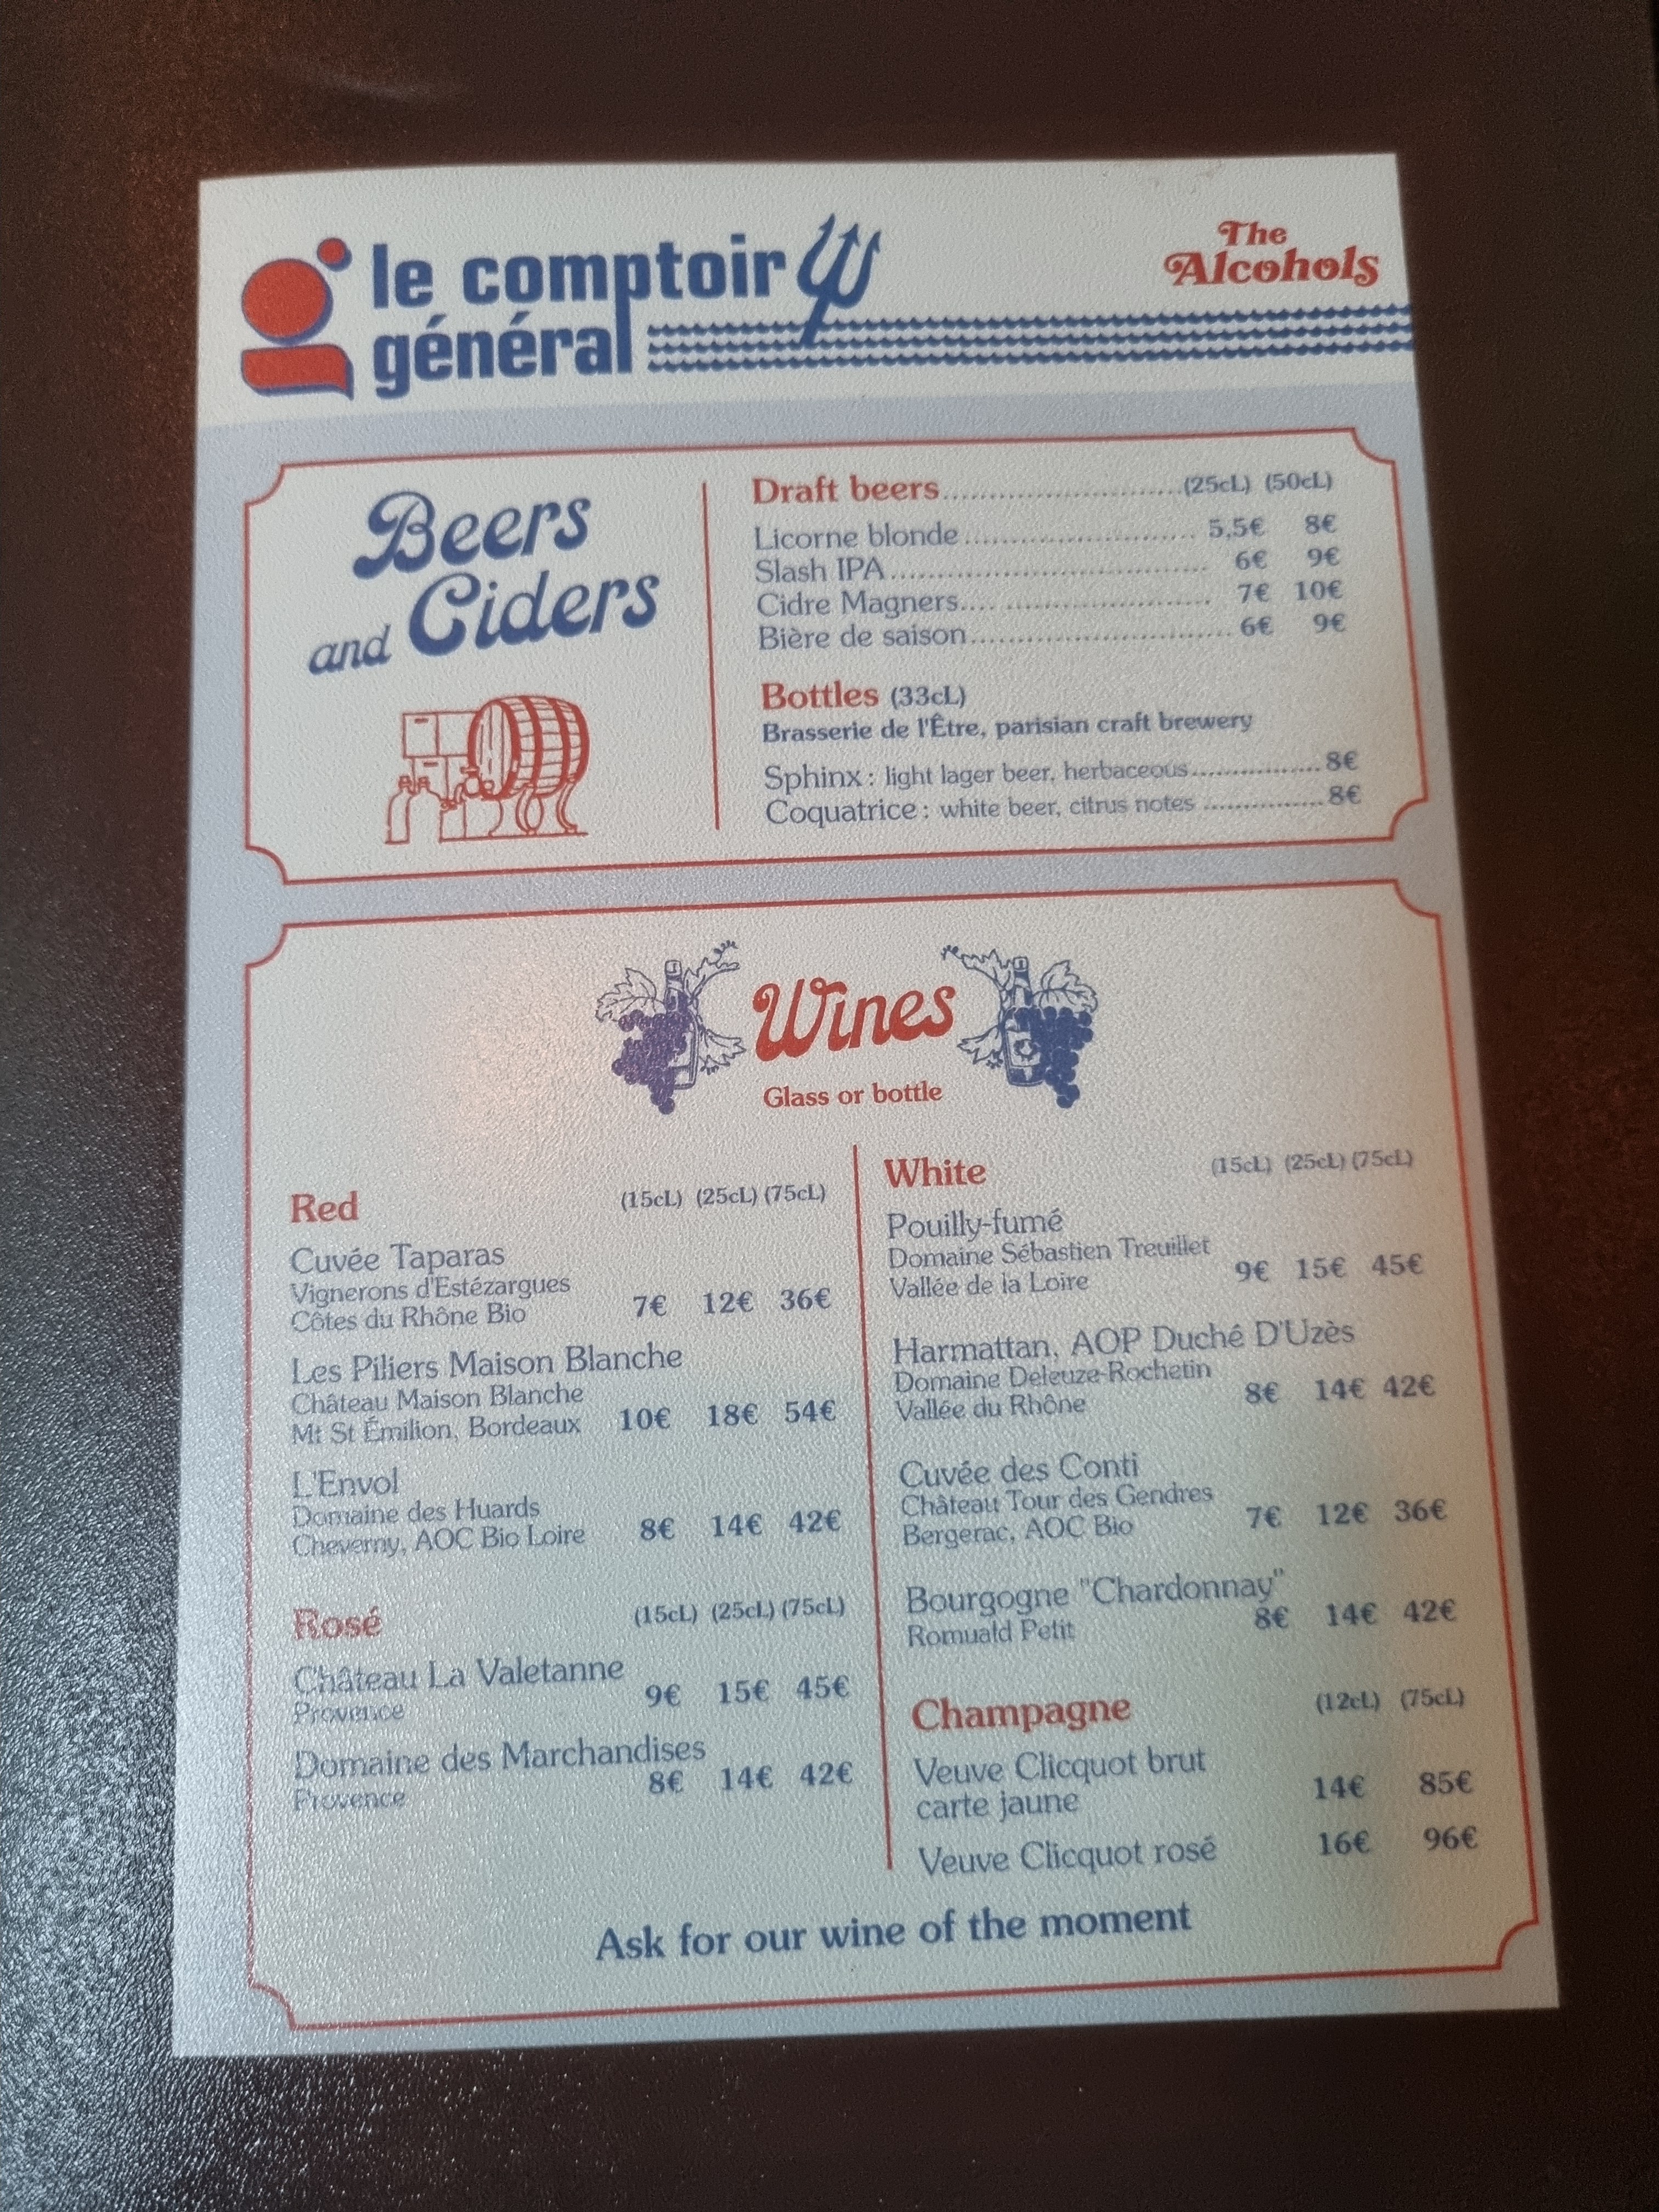 le comptoir
général
The
Alcohols
Beers
and Ciders
Draft beers..........................(25cL) (50cL)
Licorne blonde.......................... 5,5€ 8€
Slash IPA................................... 6€ 9€
Cidre Magners.... ....................... 7€ 10€
Bière de saison............................ 6€ 9€
Bottles (33cL)
Brasserie de l'Être, parisian craft brewery
Sphinx : light lager beer, herbaceous................8€
Coquatrice : white beer, citrus notes ...............8€
Wines
Glass or bottle
Red (15cL) (25cL) (75cL)
Cuvée Taparas
Vignerons d'Estézargues
Côtes du Rhône Bio 7€ 12€ 36€
Les Piliers Maison Blanche
Château Maison Blanche
Mt St Émilion, Bordeaux 10€ 18€ 54€
L'Envol
Domaine des Huards
Cheverny, AOC Bio Loire 8€ 14€ 42€
Rosé (15cL) (25cL) (75cL)
Château La Valetanne
Provence 9€ 15€ 45€
Domaine des Marchandises
Provence 8€ 14€ 42€
White (15cL) (25cL) (75cL)
Pouilly-fumé
Domaine Sébastien Treuillet
Vallée de la Loire 9€ 15€ 45€
Harmattan, AOP Duché D'Uzès
Domaine Deleuze-Rochetin
Vallée du Rhône 8€ 14€ 42€
Cuvée des Conti
Château Tour des Gendres
Bergerac, AOC Bio 7€ 12€ 36€
Bourgogne "Chardonnay"
Romuald Petit 8€ 14€ 42€
Champagne (12cL) (75cL)
Veuve Clicquot brut
carte jaune 14€ 85€
Veuve Clicquot rosé 16€ 96€
Ask for our wine of the moment